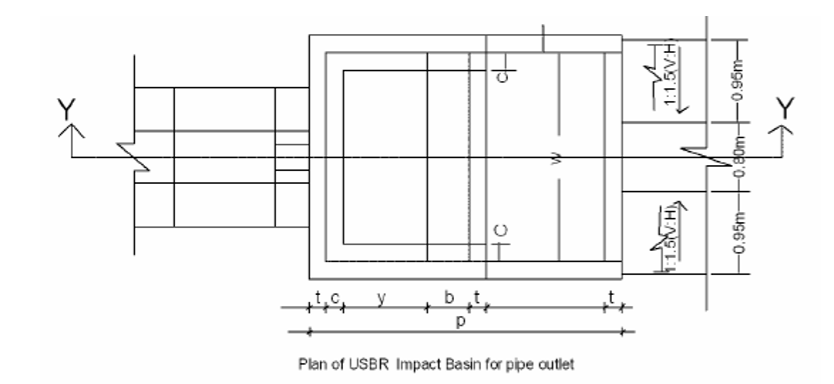 Y
Y
C
C
W
1:1.5(V:H)
1:1.5(V:H)
0.95m
0.80m
0.95m
t c y b t t
p
Plan of USBR Impact Basin for pipe outlet